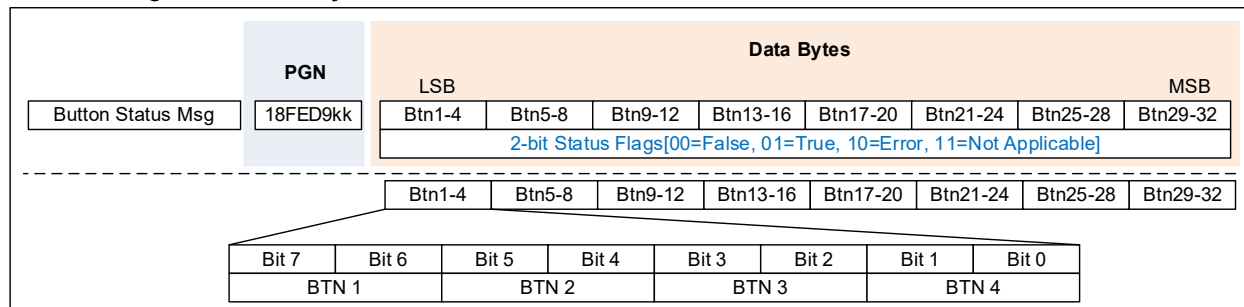 Data Bytes
PGN
LSB MSB
Button Status Msg 18FED9kk Btn1-4 Btn5-8 Btn9-12 Btn13-16 Btn17-20 Btn21-24 Btn25-28 Btn29-32
2-bit Status Flags[00=False, 01=True, 10=Error, 11=Not Applicable]
Btn1-4 Btn5-8 Btn9-12 Btn13-16 Btn17-20 Btn21-24 Btn25-28 Btn29-32
Bit 7 Bit 6 Bit 5 Bit 4 Bit 3 Bit 2 Bit 1 Bit 0
BTN 1 BTN 2 BTN 3 BTN 4